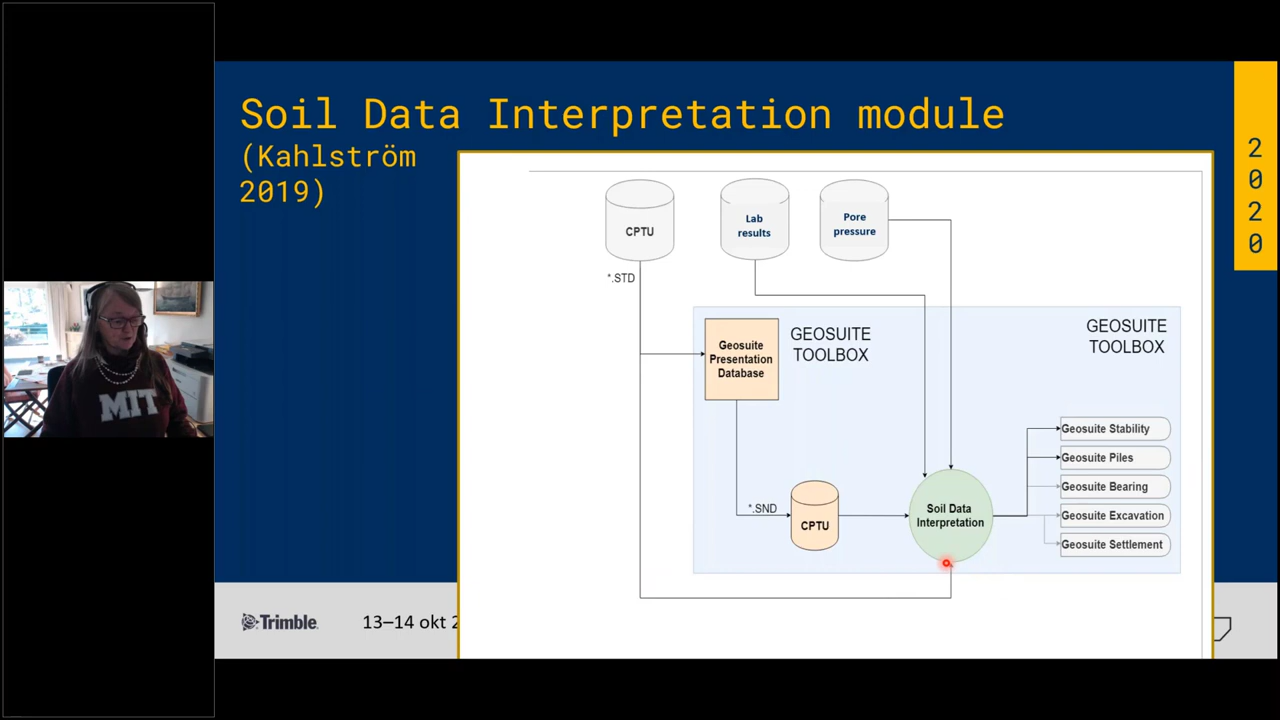 Soil Data Interpretation module
(Kahlström
2019)
2
0
2
0
CPTU
Lab
results
Pore
pressure
*.STD
Geosuite
Presentation
Database
GEOSUITE
TOOLBOX
GEOSUITE
TOOLBOX
*.SND
CPTU
Soil Data
Interpretation
Geosuite Stability
Geosuite Piles
Geosuite Bearing
Geosuite Excavation
Geosuite Settlement
MIT
Trimble
13–14 okt 2